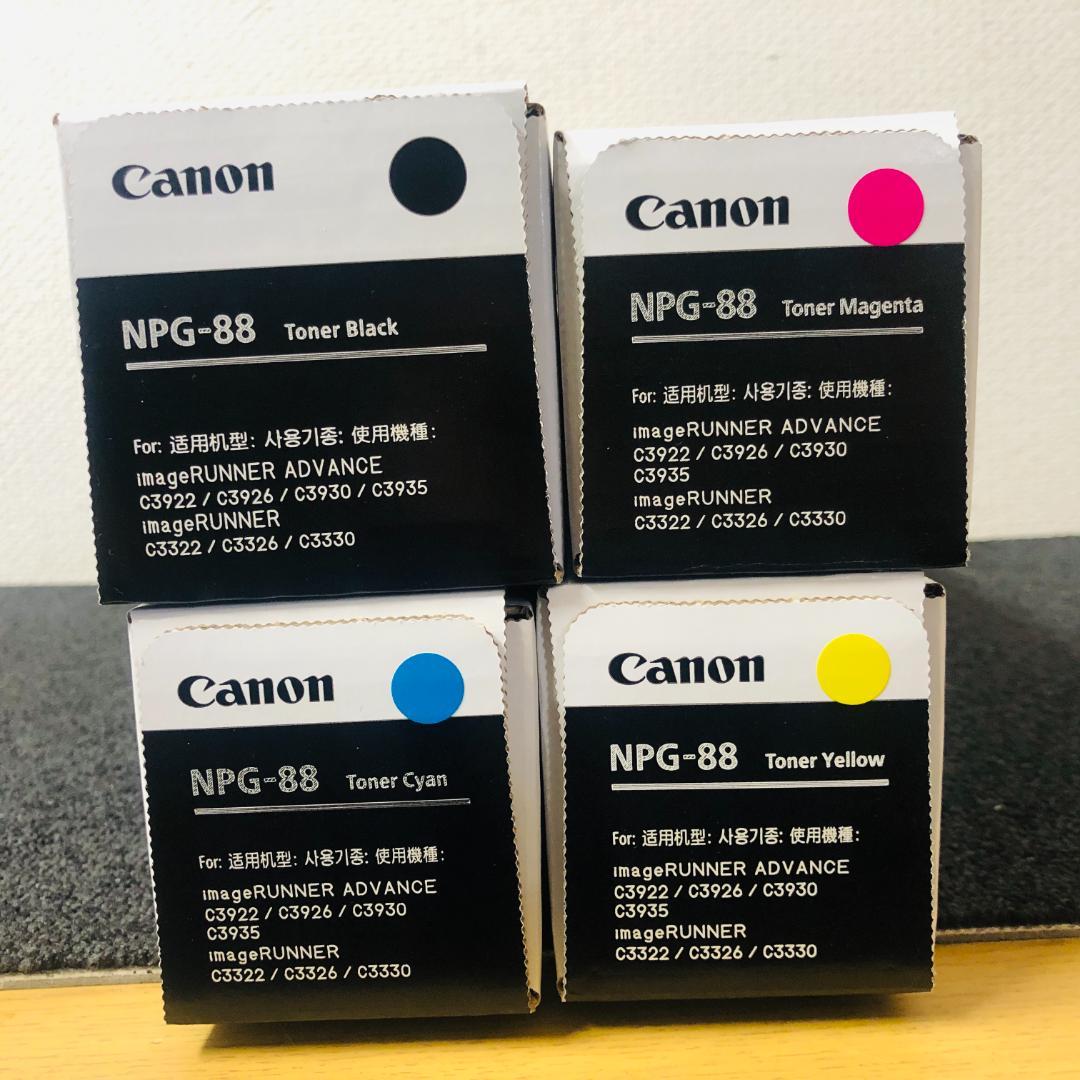 Canon
NPG-88 Toner Black
For: 适用机型: 사용기종: 使用機種:
imageRUNNER ADVANCE
C3922 / C3926 / C3930 / C3935
imageRUNNER
C3322 / C3326 / C3330
Canon
NPG-88 Toner Magenta
For: 适用机型: 사용기종: 使用機種:
imageRUNNER ADVANCE
C3922 / C3926 / C3930
C3935
imageRUNNER
C3322 / C3326 / C3330
Canon
NPG-88 Toner Cyan
For: 适用机型: 사용기종: 使用機種:
imageRUNNER ADVANCE
C3922 / C3926 / C3930
C3935
imageRUNNER
C3322 / C3326 / C3330
Canon
NPG-88 Toner Yellow
For: 适用机型: 사용기종: 使用機種:
imageRUNNER ADVANCE
C3922 / C3926 / C3930
C3935
imageRUNNER
C3322 / C3326 / C3330